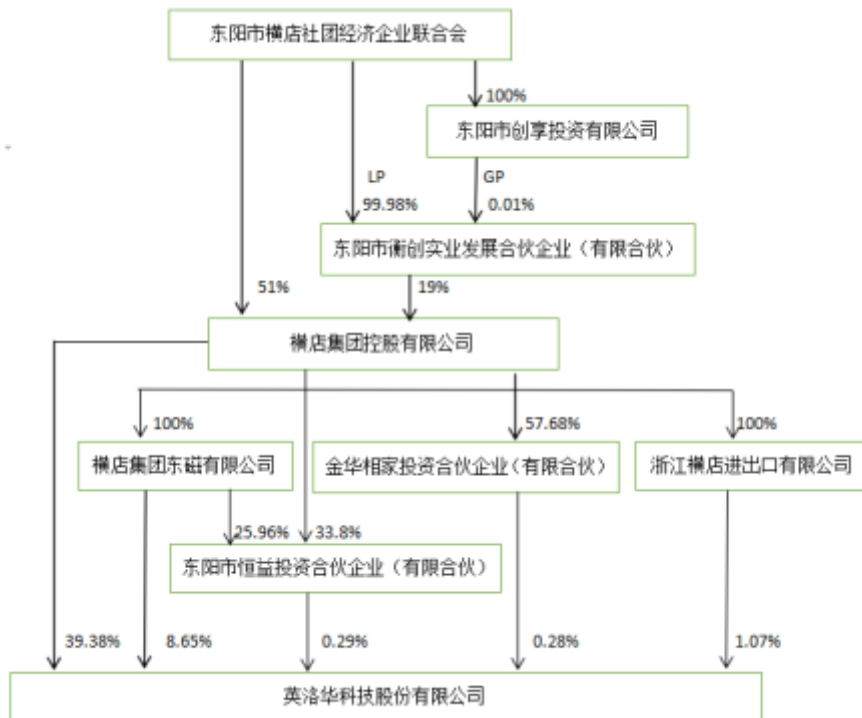 东阳市横店社团经济企业联合会
100%
东阳市创享投资有限公司
LP
GP
99.98%
0.01%
东阳市衡创实业发展合伙企业（有限合伙）
51%
19%
横店集团控股有限公司
100%
57.68%
100%
横店集团东磁有限公司
金华相家投资合伙企业（有限合伙）
浙江横店进出口有限公司
25.96%
33.8%
东阳市恒益投资合伙企业（有限合伙）
39.38%
8.65%
0.29%
0.28%
1.07%
英洛华科技股份有限公司